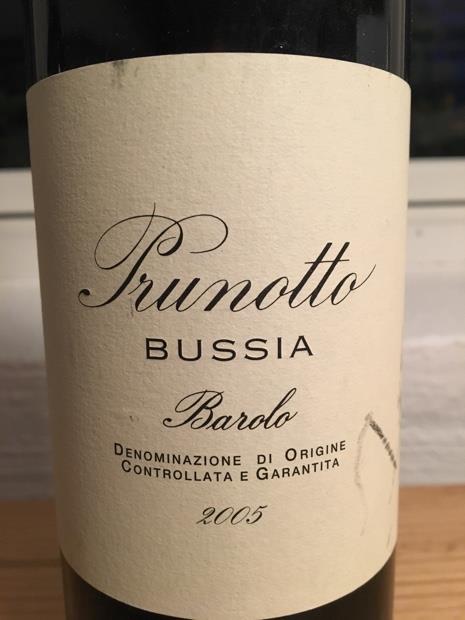 Prunotto
BUSSIA
Barolo
DENOMINAZIONE DI ORIGINE
CONTROLLATA E GARANTITA
2005